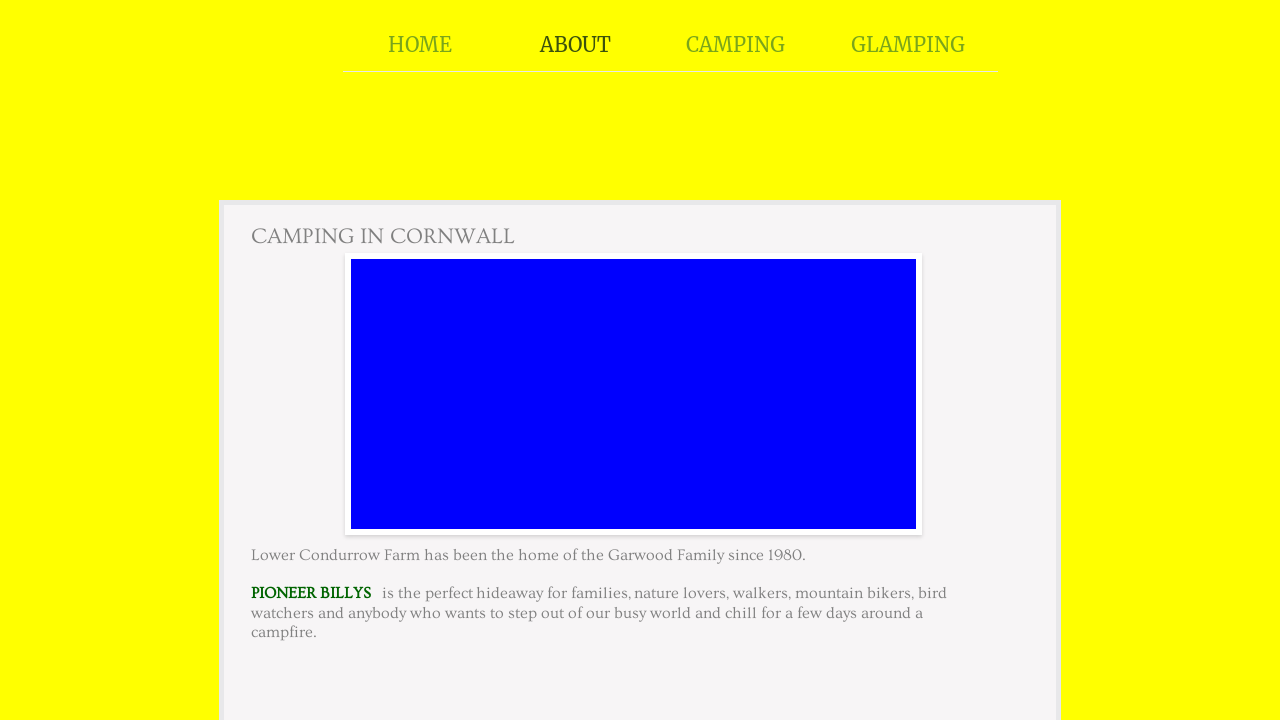 HOME ABOUT CAMPING GLAMPING
CAMPING IN CORNWALL
Lower Condurrow Farm has been the home of the Garwood Family since 1980.
PIONEER BILLYS is the perfect hideaway for families, nature lovers, walkers, mountain bikers, bird
watchers and anybody who wants to step out of our busy world and chill for a few days around a
campfire.